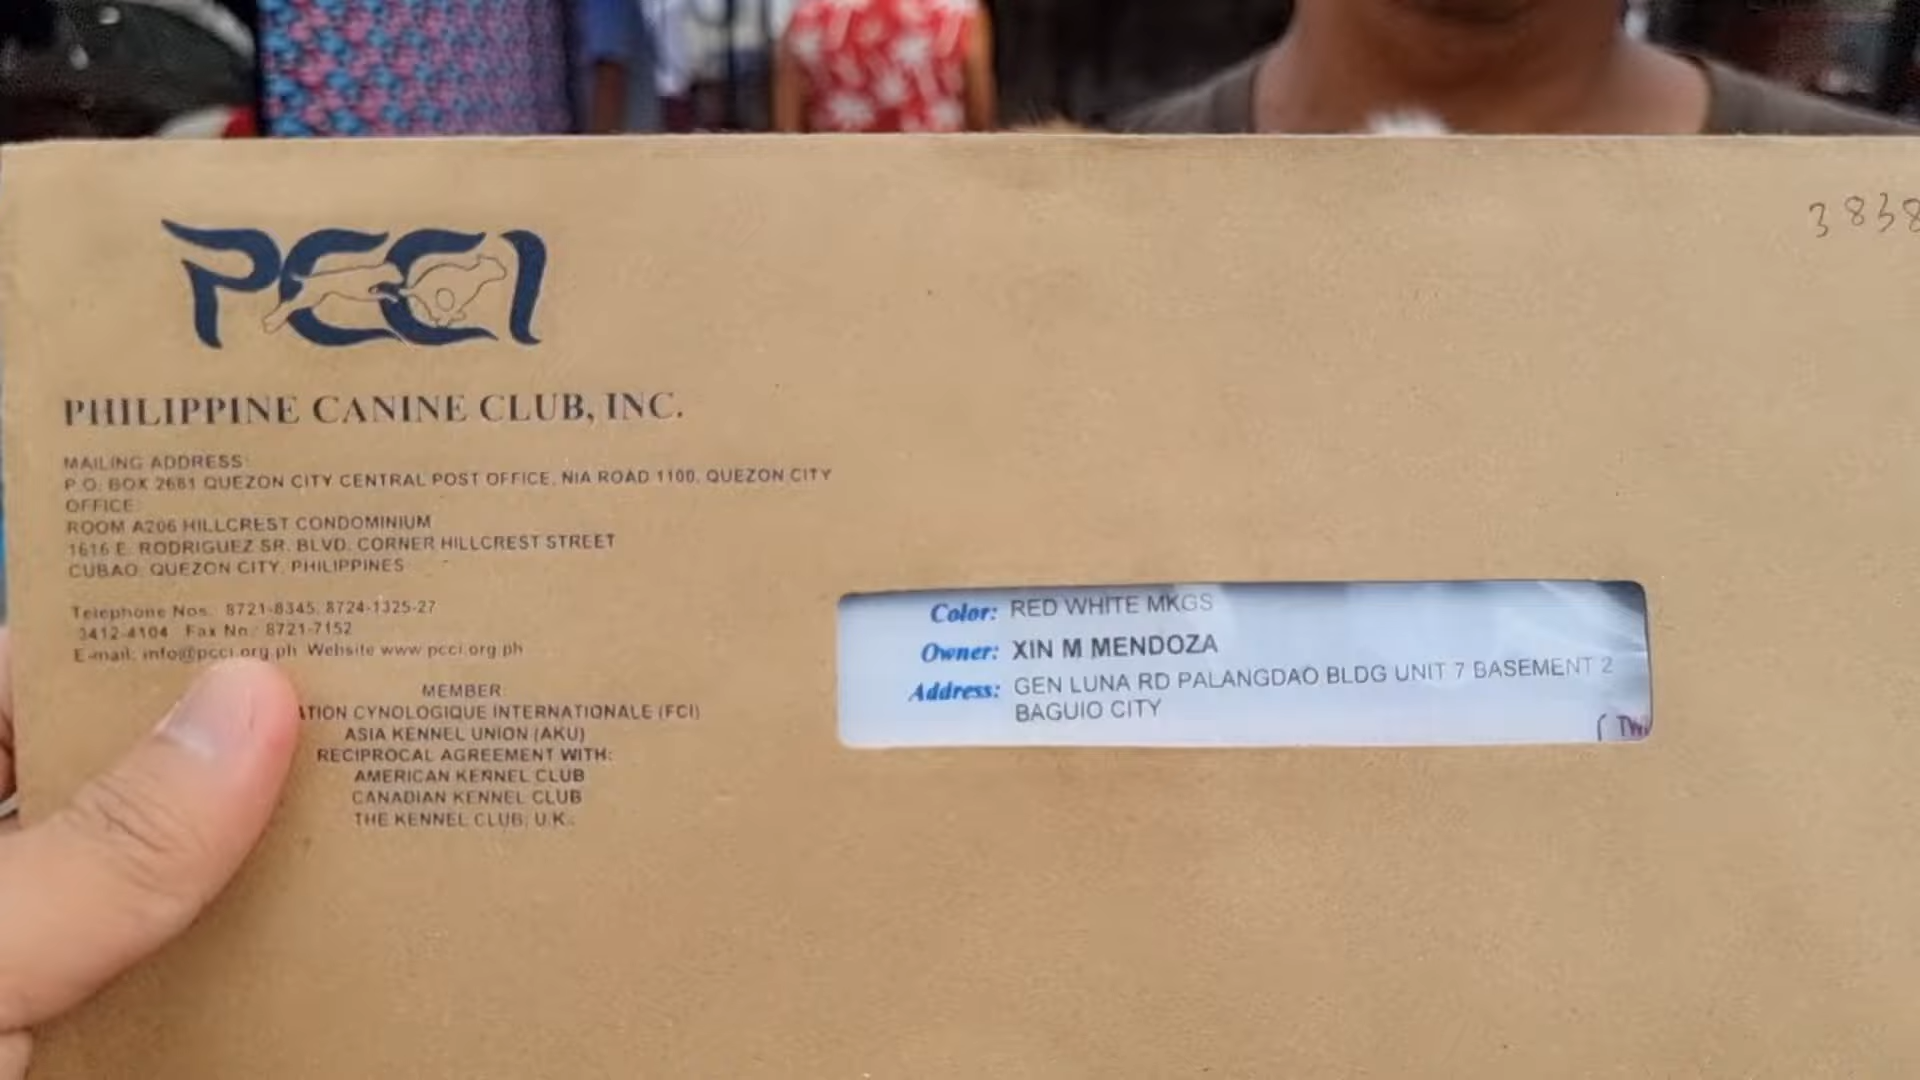 3838
PCCI
PHILIPPINE CANINE CLUB, INC.
MAILING ADDRESS:
P.O. BOX 2681 QUEZON CITY CENTRAL POST OFFICE, NIA ROAD 1100, QUEZON CITY
OFFICE:
ROOM A206 HILLCREST CONDOMINIUM
1616 E. RODRIGUEZ SR. BLVD. CORNER HILLCREST STREET
CUBAO, QUEZON CITY, PHILIPPINES
Telephone Nos.: 8721-8345; 8724-1325-27
3412-4104 Fax No.: 8721-7152
E-mail: info@pcci.org.ph Website www.pcci.org.ph
MEMBER:
CYNOLOGIQUE INTERNATIONALE (FCI)
ASIA KENNEL UNION (AKU)
RECIPROCAL AGREEMENT WITH:
AMERICAN KENNEL CLUB
CANADIAN KENNEL CLUB
THE KENNEL CLUB, U.K.
Color: RED WHITE MKGS
Owner: XIN M MENDOZA
Address: GEN LUNA RD PALANGDAO BLDG UNIT 7 BASEMENT 2
BAGUIO CITY